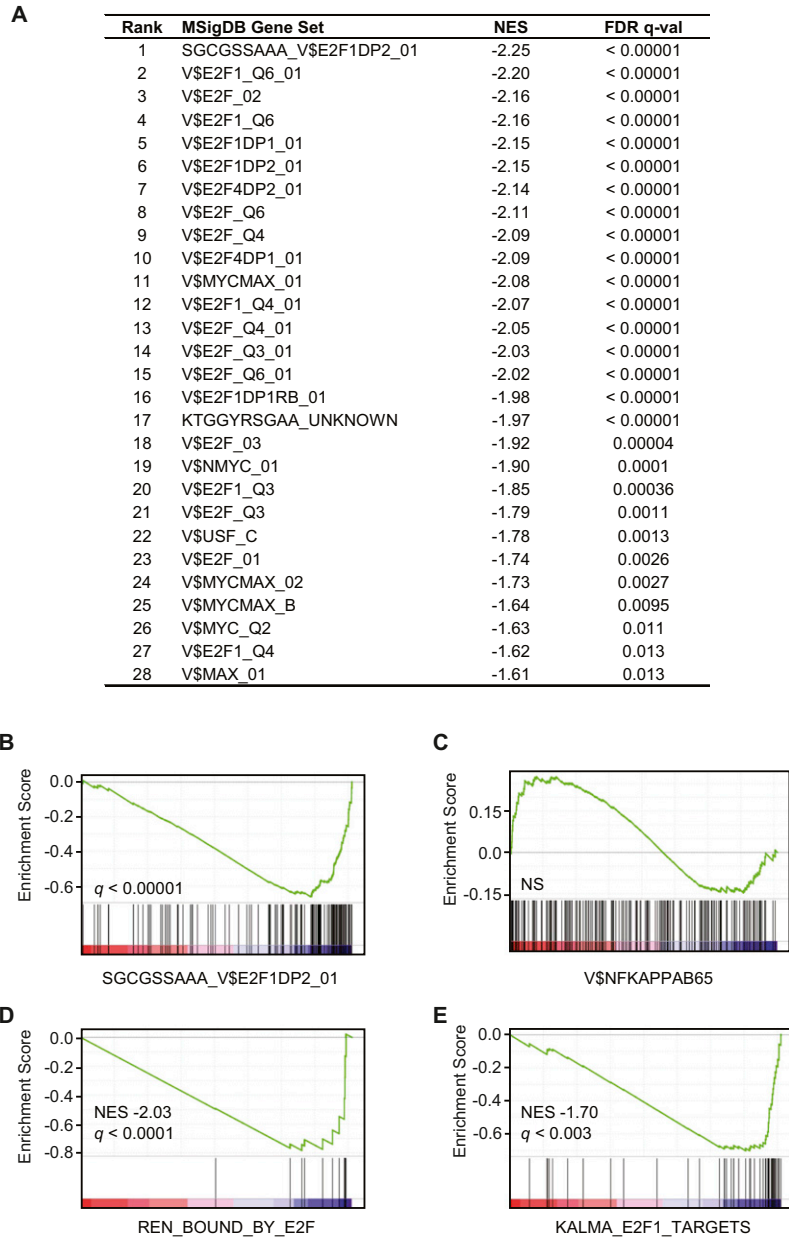 A
Rank MSigDB Gene Set NES FDR q-val
1 SGCGSSAAA_V$E2F1DP2_01 -2.25 < 0.00001
2 V$E2F1_Q6_01 -2.20 < 0.00001
3 V$E2F_02 -2.16 < 0.00001
4 V$E2F1_Q6 -2.16 < 0.00001
5 V$E2F1DP1_01 -2.15 < 0.00001
6 V$E2F1DP2_01 -2.15 < 0.00001
7 V$E2F4DP2_01 -2.14 < 0.00001
8 V$E2F_Q6 -2.11 < 0.00001
9 V$E2F_Q4 -2.09 < 0.00001
10 V$E2F4DP1_01 -2.09 < 0.00001
11 V$MYCMAX_01 -2.08 < 0.00001
12 V$E2F1_Q4_01 -2.07 < 0.00001
13 V$E2F_Q4_01 -2.05 < 0.00001
14 V$E2F_Q3_01 -2.03 < 0.00001
15 V$E2F_Q6_01 -2.02 < 0.00001
16 V$E2F1DP1RB_01 -1.98 < 0.00001
17 KTGGYRSGAA_UNKNOWN -1.97 < 0.00001
18 V$E2F_03 -1.92 0.00004
19 V$NMYC_01 -1.90 0.0001
20 V$E2F1_Q3 -1.85 0.00036
21 V$E2F_Q3 -1.79 0.0011
22 V$USF_C -1.78 0.0013
23 V$E2F_01 -1.74 0.0026
24 V$MYCMAX_02 -1.73 0.0027
25 V$MYCMAX_B -1.64 0.0095
26 V$MYC_Q2 -1.63 0.011
27 V$E2F1_Q4 -1.62 0.013
28 V$MAX_01 -1.61 0.013
B
Enrichment Score
0.0
-0.2
-0.4
-0.6
q < 0.00001
SGCGSSAAA_V$E2F1DP2_01
C
Enrichment Score
0.15
0.0
-0.15
NS
V$NFKAPPAB65
D
Enrichment Score
0.0
-0.2
-0.4
-0.6
-0.8
NES -2.03
q < 0.0001
REN_BOUND_BY_E2F
E
Enrichment Score
0.0
-0.2
-0.4
-0.6
NES -1.70
q < 0.003
KALMA_E2F1_TARGETS